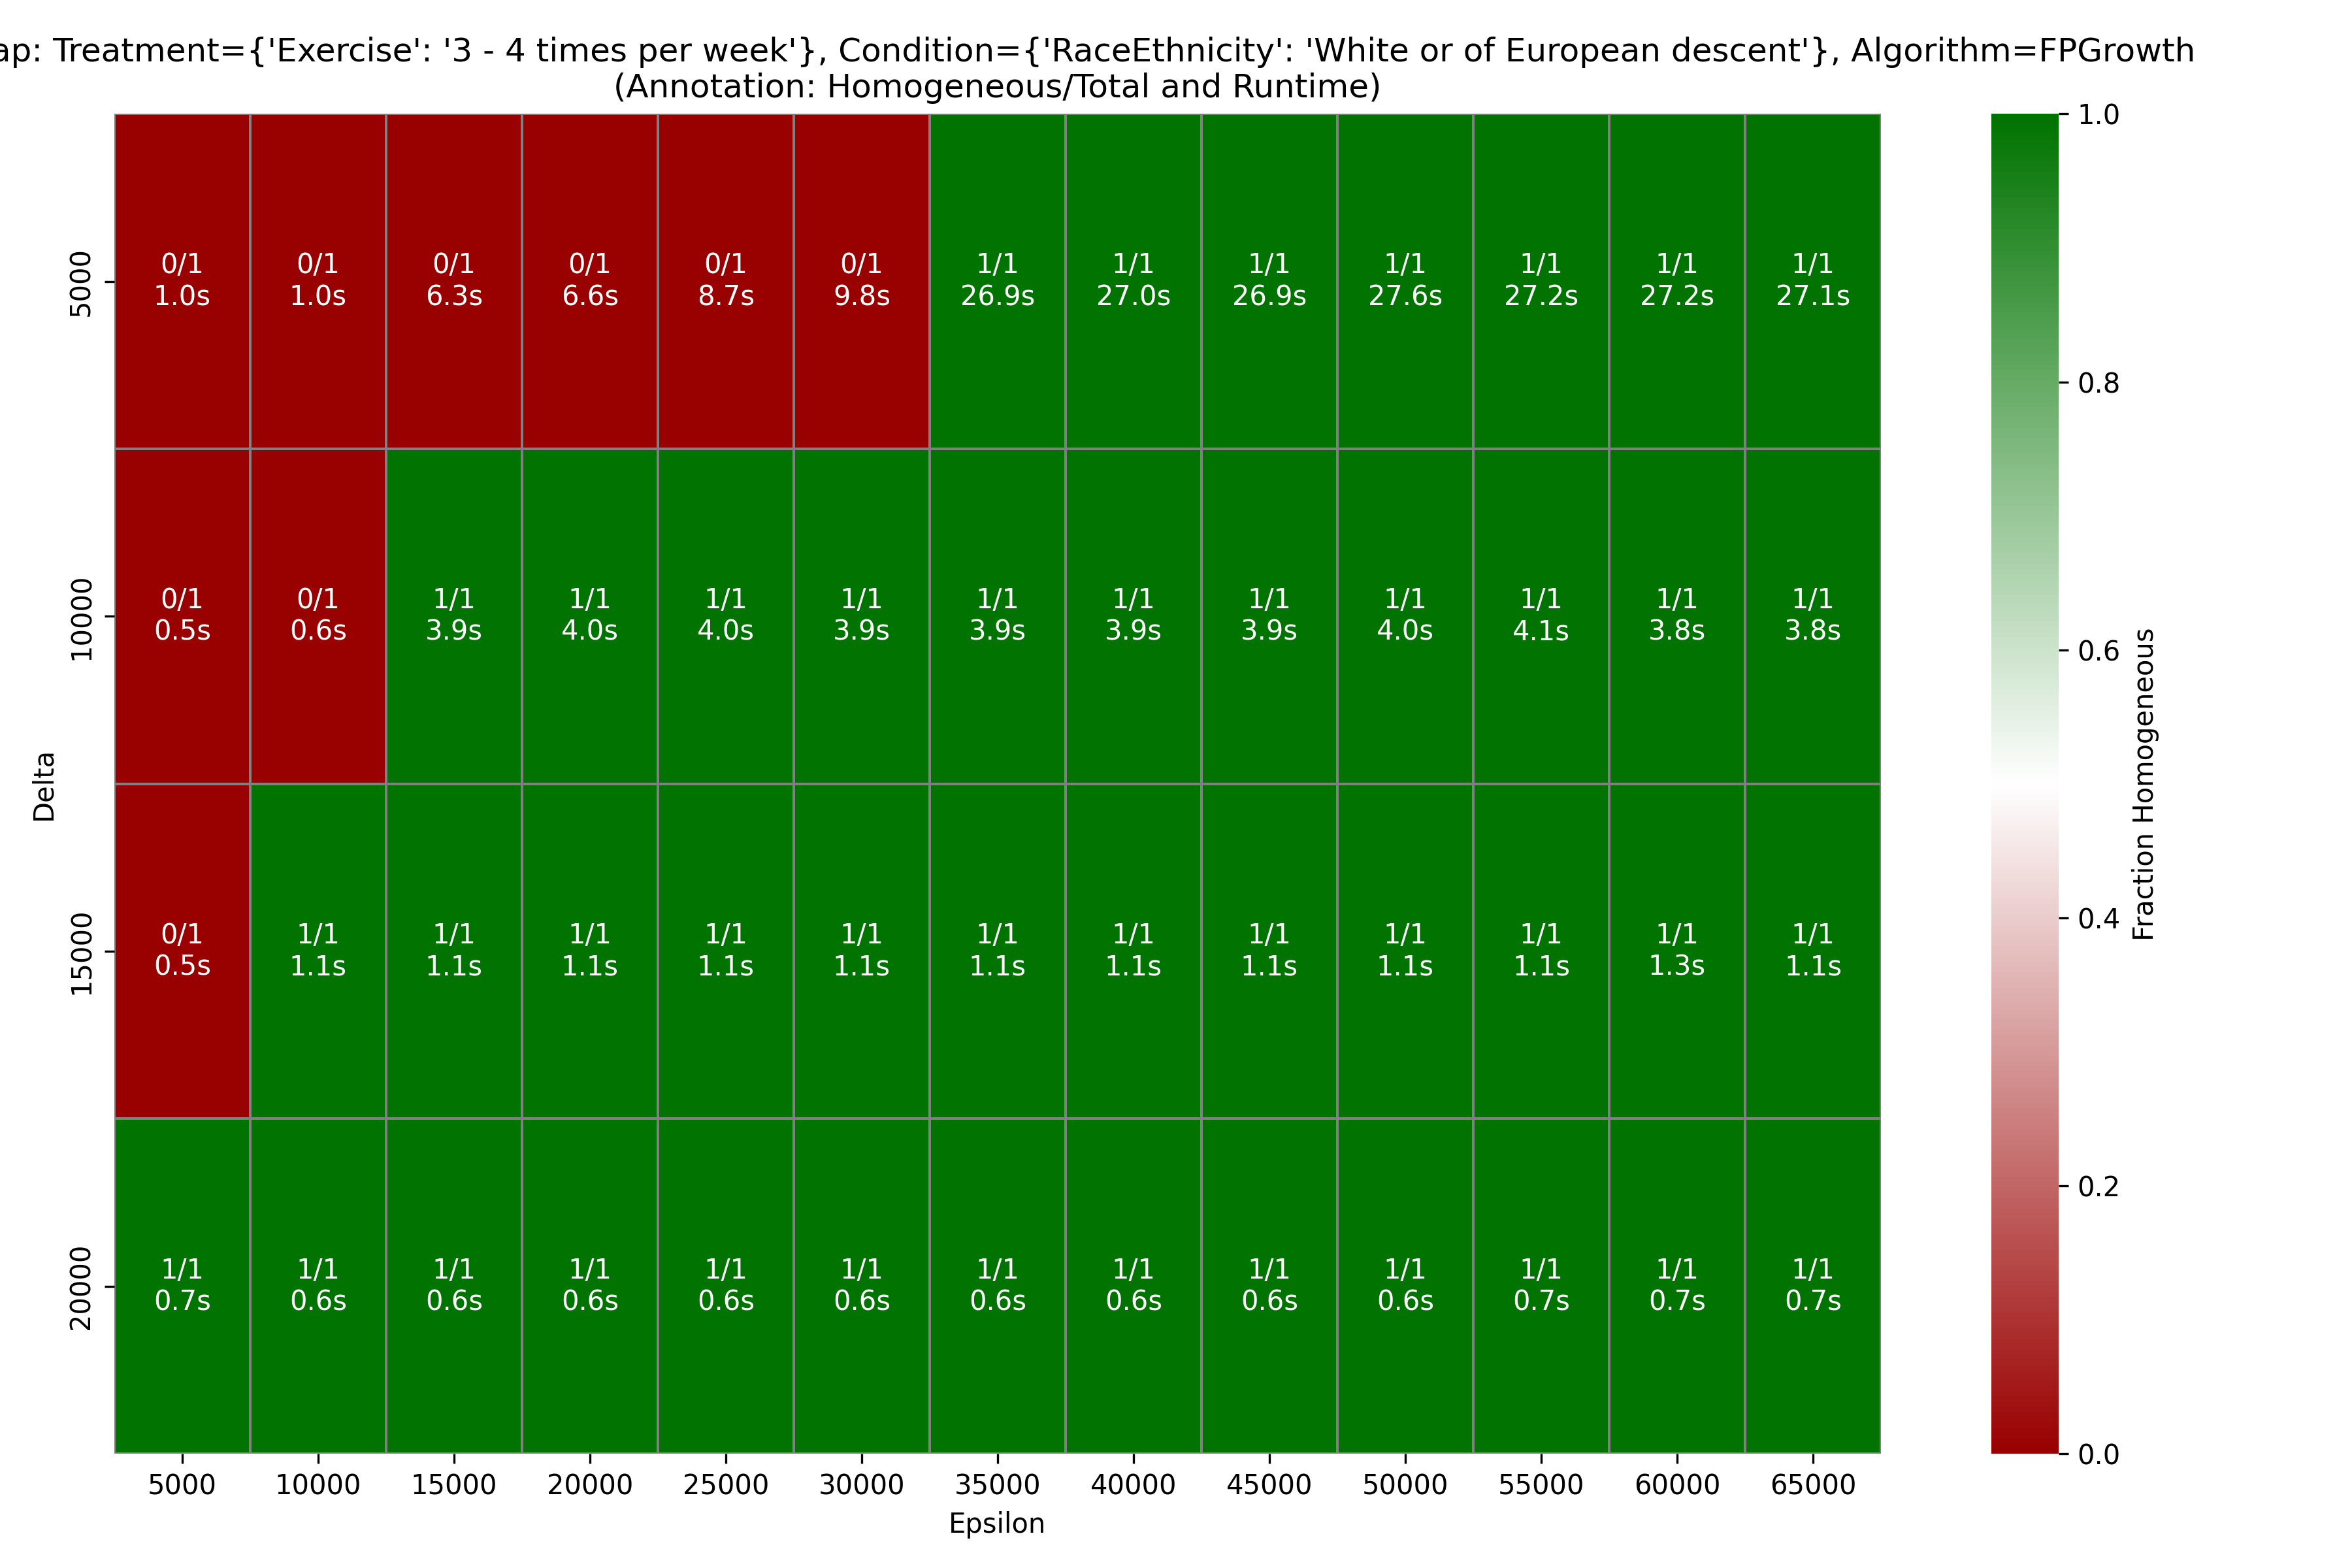 ap: Treatment={'Exercise': '3 - 4 times per week'}, Condition={'RaceEthnicity': 'White or of European descent'}, Algorithm=FPGrowth
(Annotation: Homogeneous/Total and Runtime)
5000
0/1 0/1 0/1 0/1 0/1 0/1 1/1 1/1 1/1 1/1 1/1 1/1 1/1
1.0s 1.0s 6.3s 6.6s 8.7s 9.8s 26.9s 27.0s 26.9s 27.6s 27.2s 27.2s 27.1s
10000
0/1 0/1 1/1 1/1 1/1 1/1 1/1 1/1 1/1 1/1 1/1 1/1 1/1
0.5s 0.6s 3.9s 4.0s 4.0s 3.9s 3.9s 3.9s 3.9s 4.0s 4.1s 3.8s 3.8s
15000
0/1 1/1 1/1 1/1 1/1 1/1 1/1 1/1 1/1 1/1 1/1 1/1 1/1
0.5s 1.1s 1.1s 1.1s 1.1s 1.1s 1.1s 1.1s 1.1s 1.1s 1.1s 1.3s 1.1s
20000
1/1 1/1 1/1 1/1 1/1 1/1 1/1 1/1 1/1 1/1 1/1 1/1 1/1
0.7s 0.6s 0.6s 0.6s 0.6s 0.6s 0.6s 0.6s 0.6s 0.6s 0.7s 0.7s 0.7s
Delta
5000 10000 15000 20000 25000 30000 35000 40000 45000 50000 55000 60000 65000
Epsilon
1.0
0.8
0.6
0.4
0.2
0.0
Fraction Homogeneous